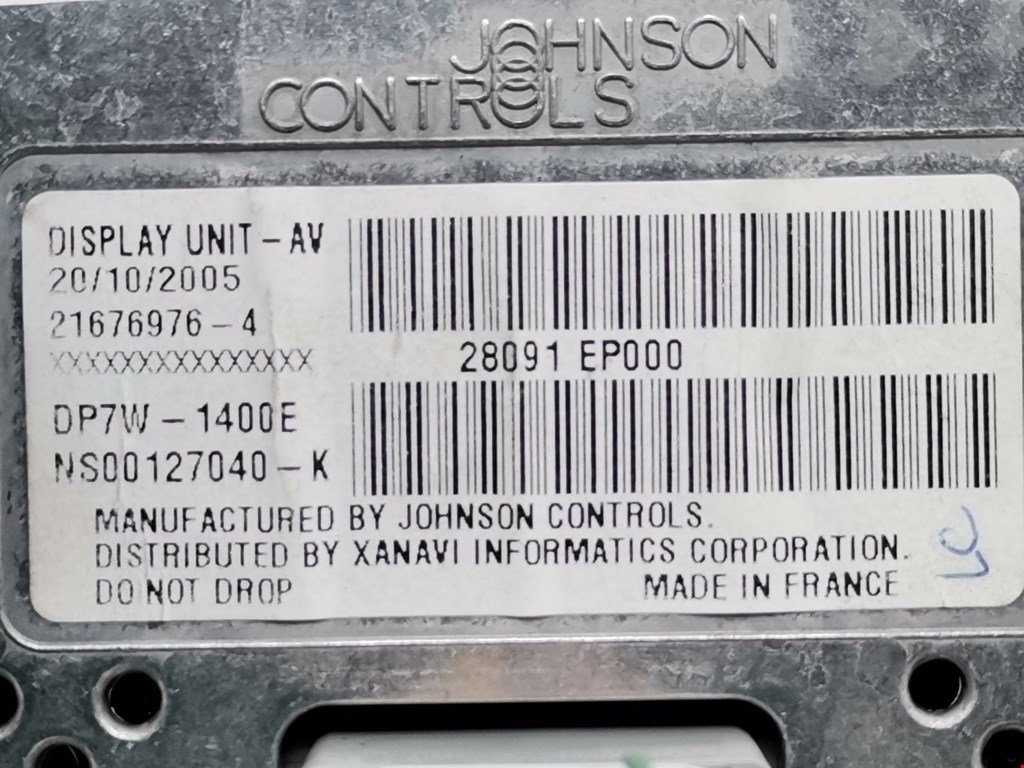 JOHNSON
CONTROLS
DISPLAY UNIT - AV
20/10/2005
21676976 - 4
XXXXXXXXXXXXXXX
28091 EP000
DP7W - 1400E
NS00127040 - K
MANUFACTURED BY JOHNSON CONTROLS.
DISTRIBUTED BY XANAVI INFORMATICS CORPORATION.
DO NOT DROP
MADE IN FRANCE